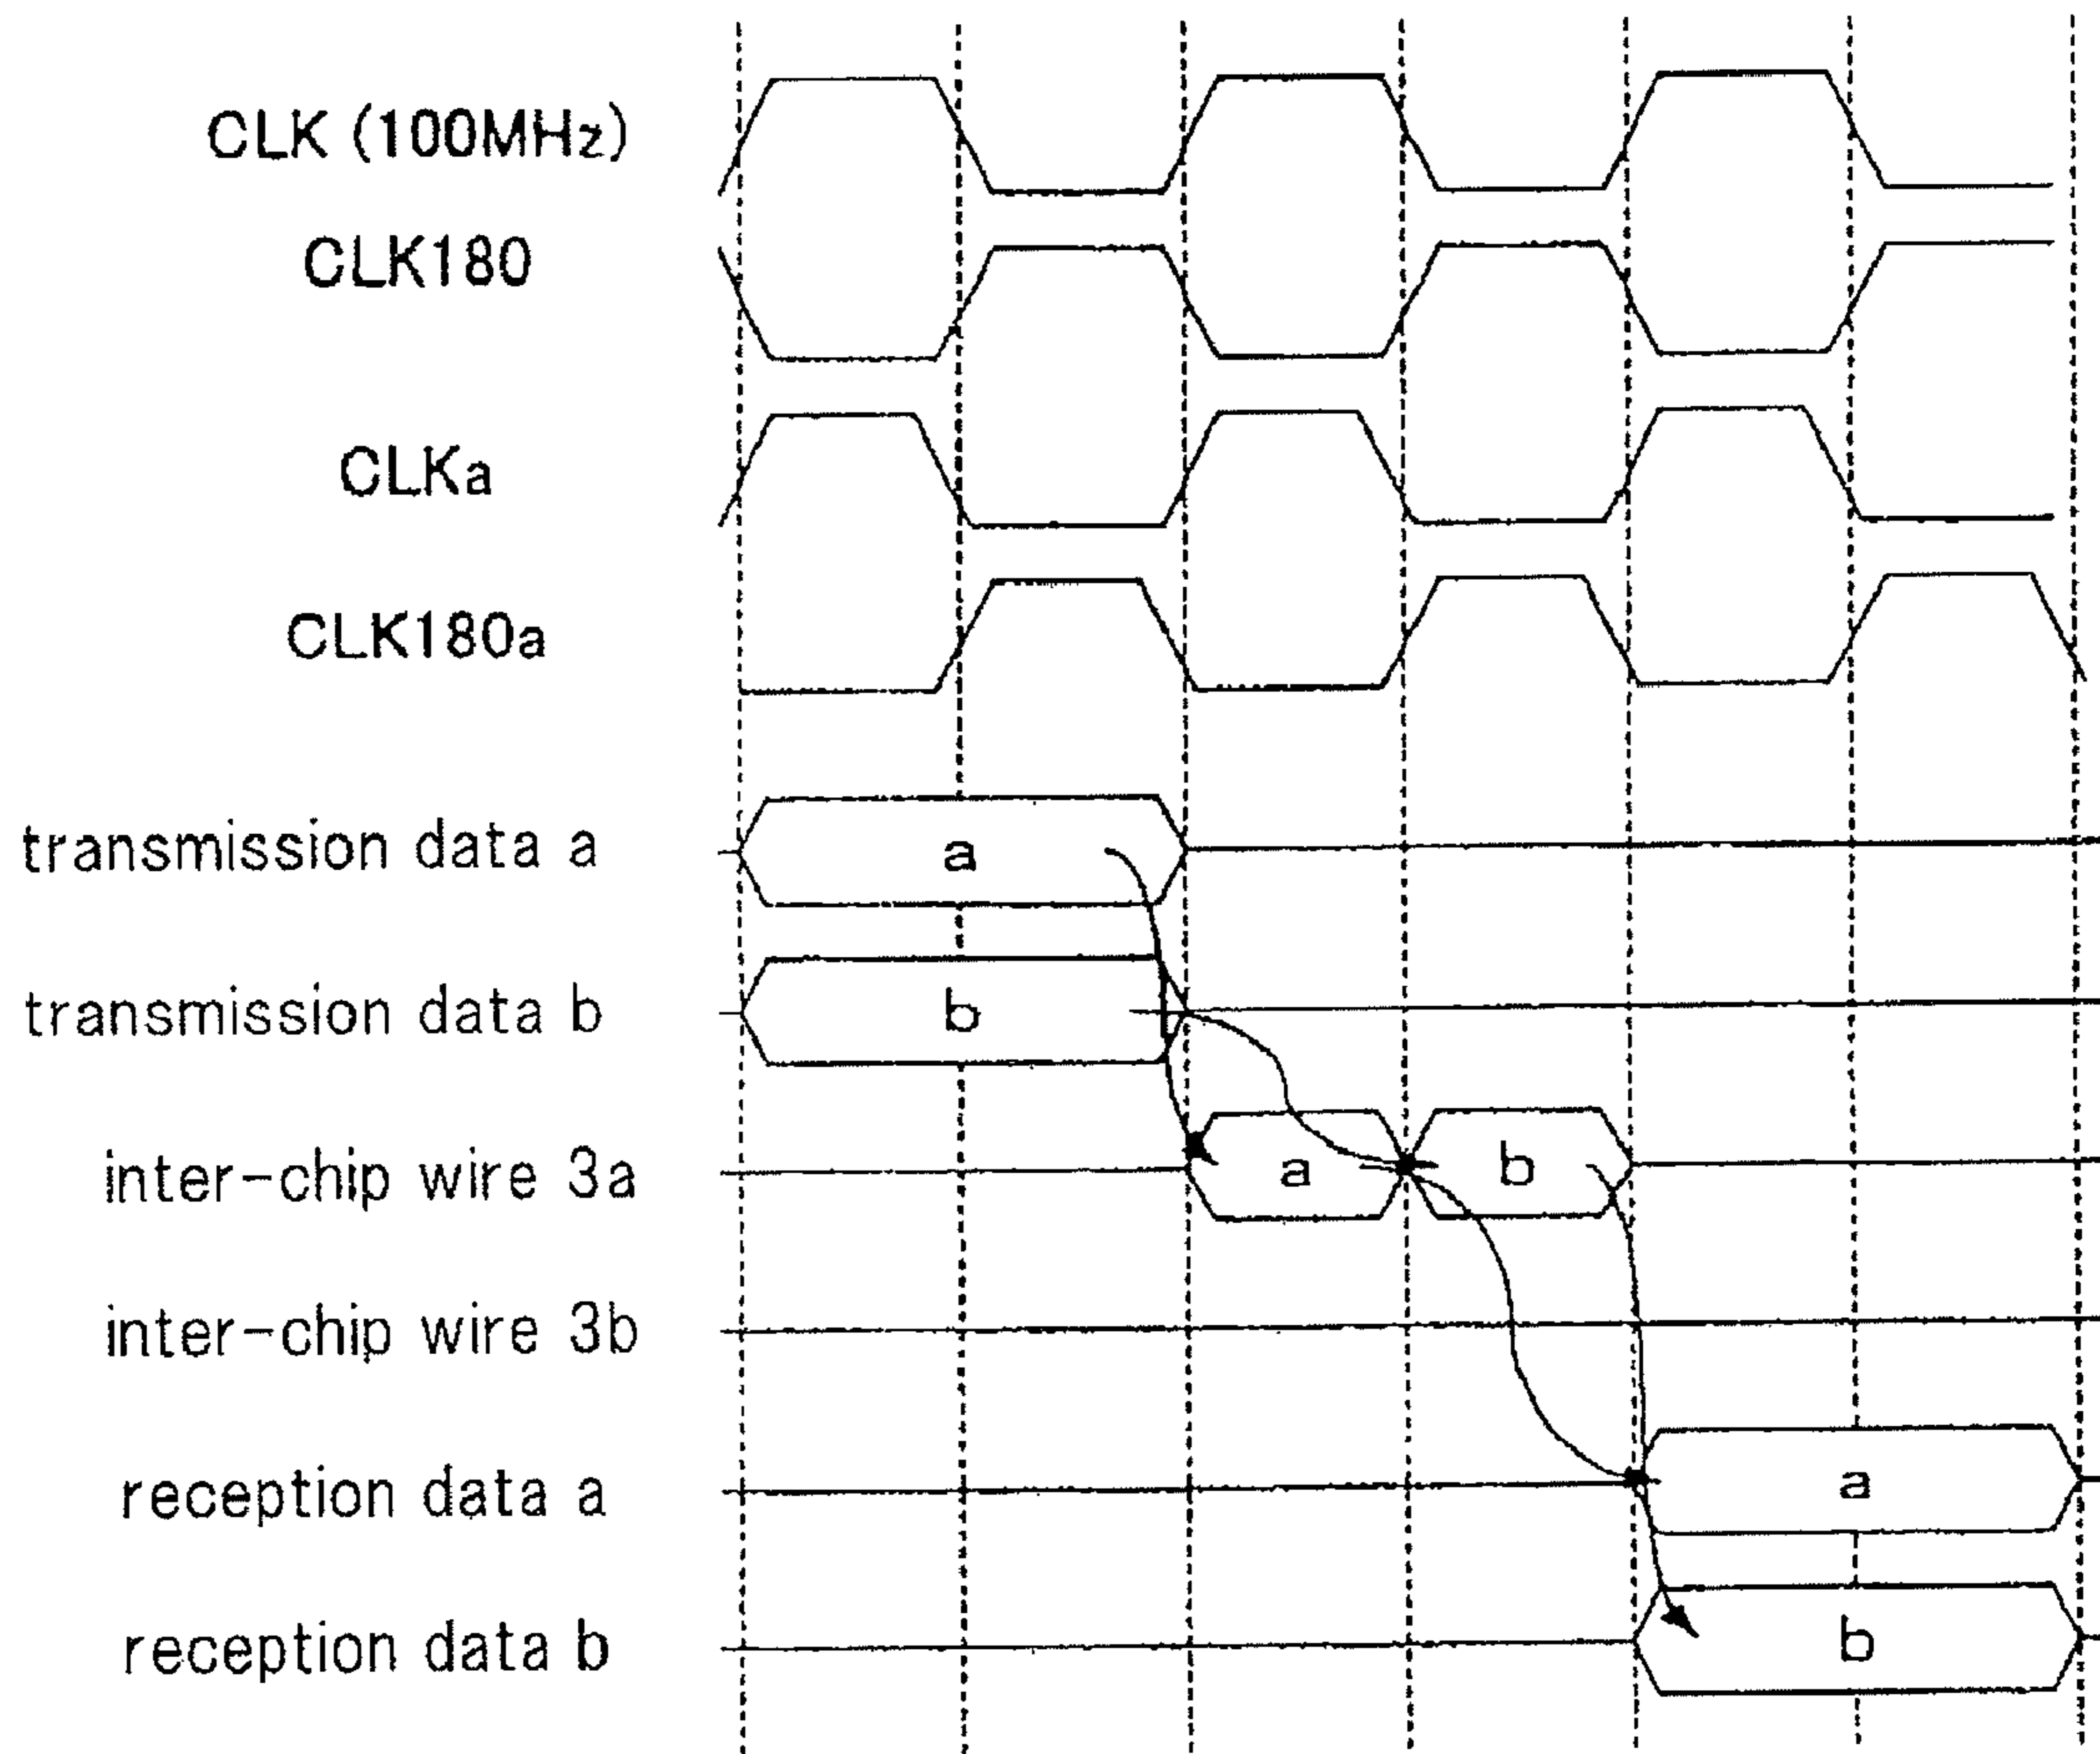 CLK (100MHz)
CLK180
CLKa
CLK180a
transmission data a
a
transmission data b
b
inter-chip wire 3a
a
b
inter-chip wire 3b
reception data a
a
reception data b
b